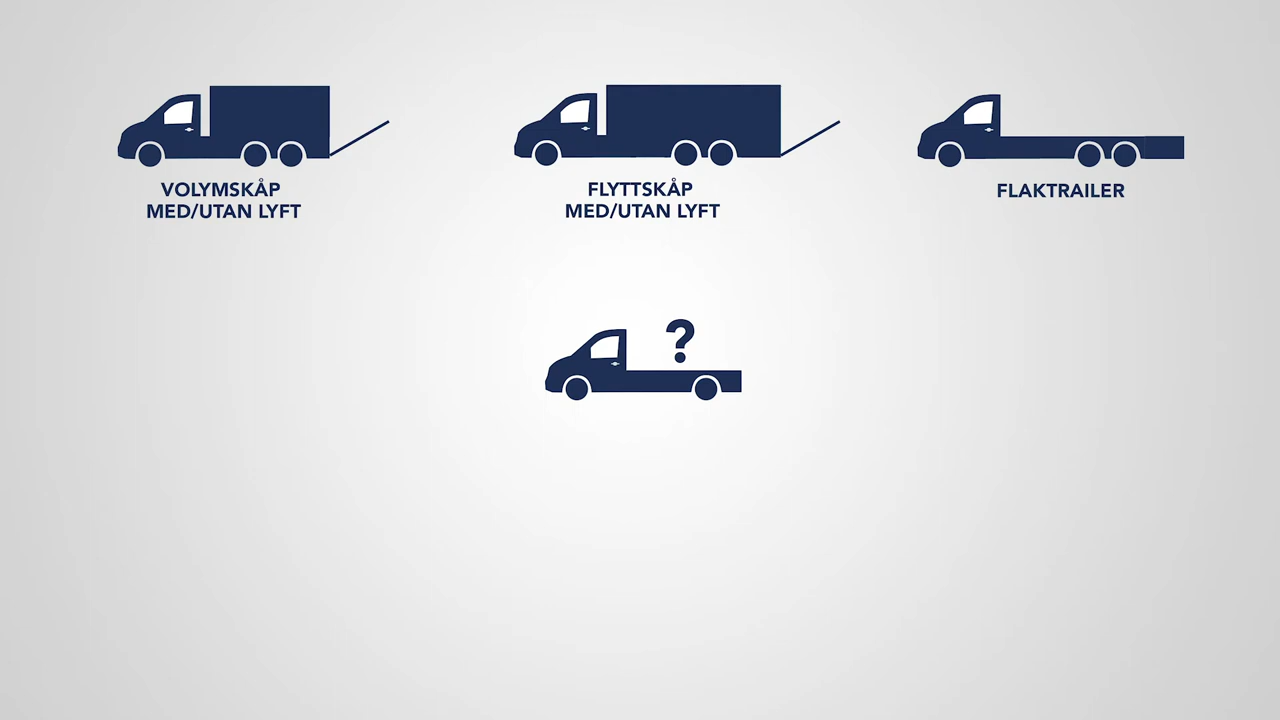 VOLYMSKÅP
MED/UTAN LYFT
FLYTTSKÅP
MED/UTAN LYFT
FLAKTRAILER
?